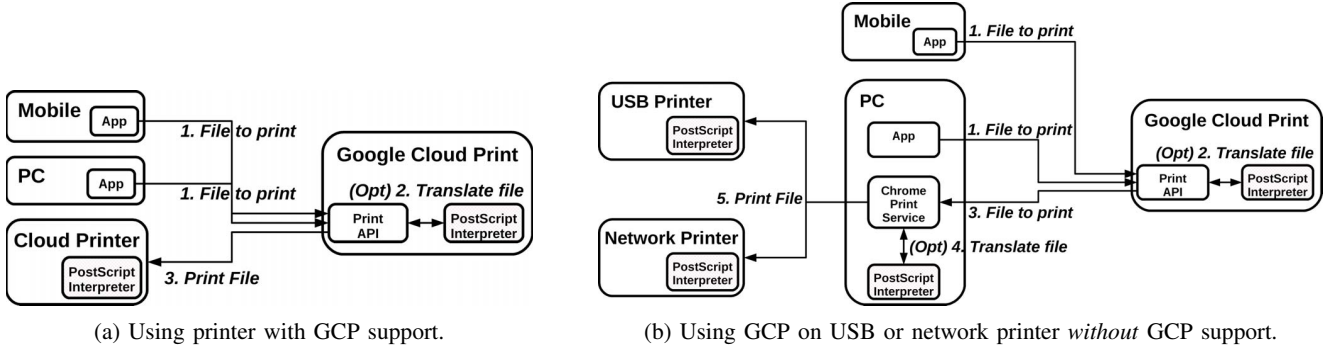 Mobile
App
1. File to print
PC
App
1. File to print
Cloud Printer
PostScript
Interpreter
3. Print File
Google Cloud Print
(Opt) 2. Translate file
Print
API
PostScript
Interpreter
(a) Using printer with GCP support.
Mobile
App
1. File to print
USB Printer
PostScript
Interpreter
5. Print File
Network Printer
PostScript
Interpreter
PC
App
1. File to print
Chrome
Print
Service
3. File to print
(Opt) 4. Translate file
PostScript
Interpreter
Google Cloud Print
(Opt) 2. Translate file
Print
API
PostScript
Interpreter
(b) Using GCP on USB or network printer without GCP support.